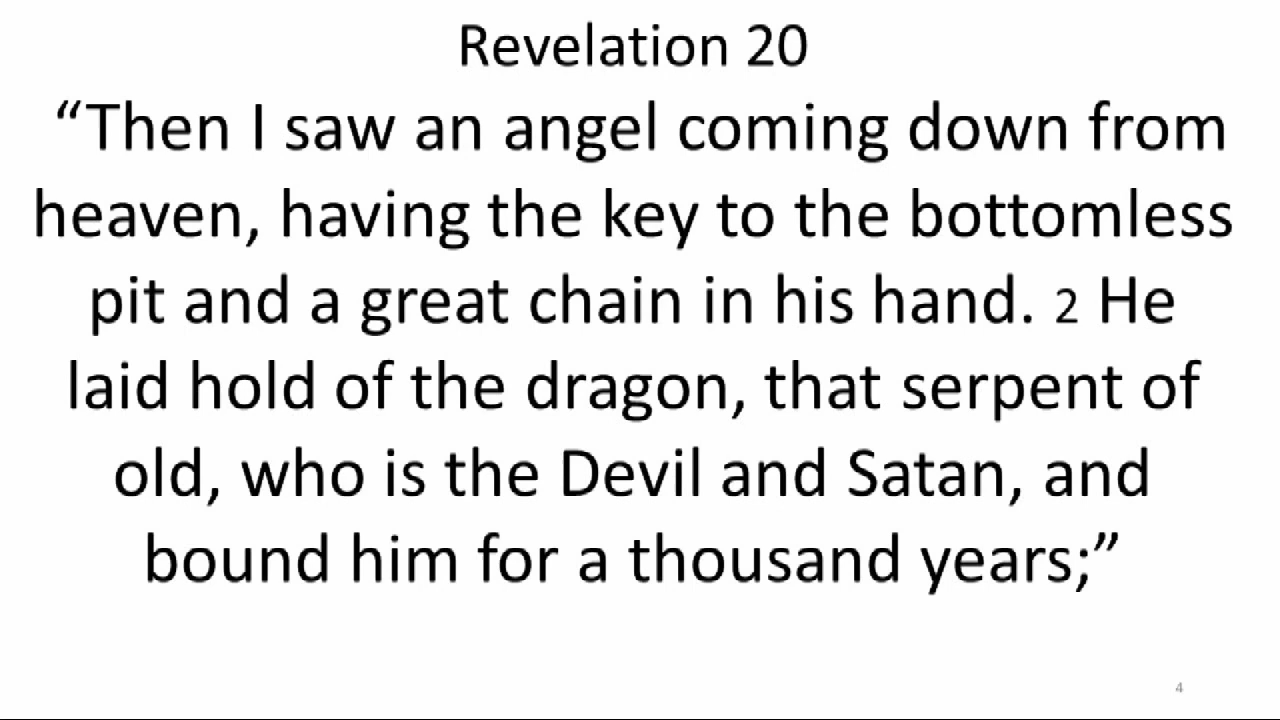 Revelation 20
“Then I saw an angel coming down from
heaven, having the key to the bottomless
pit and a great chain in his hand. 2 He
laid hold of the dragon, that serpent of
old, who is the Devil and Satan, and
bound him for a thousand years;”
4